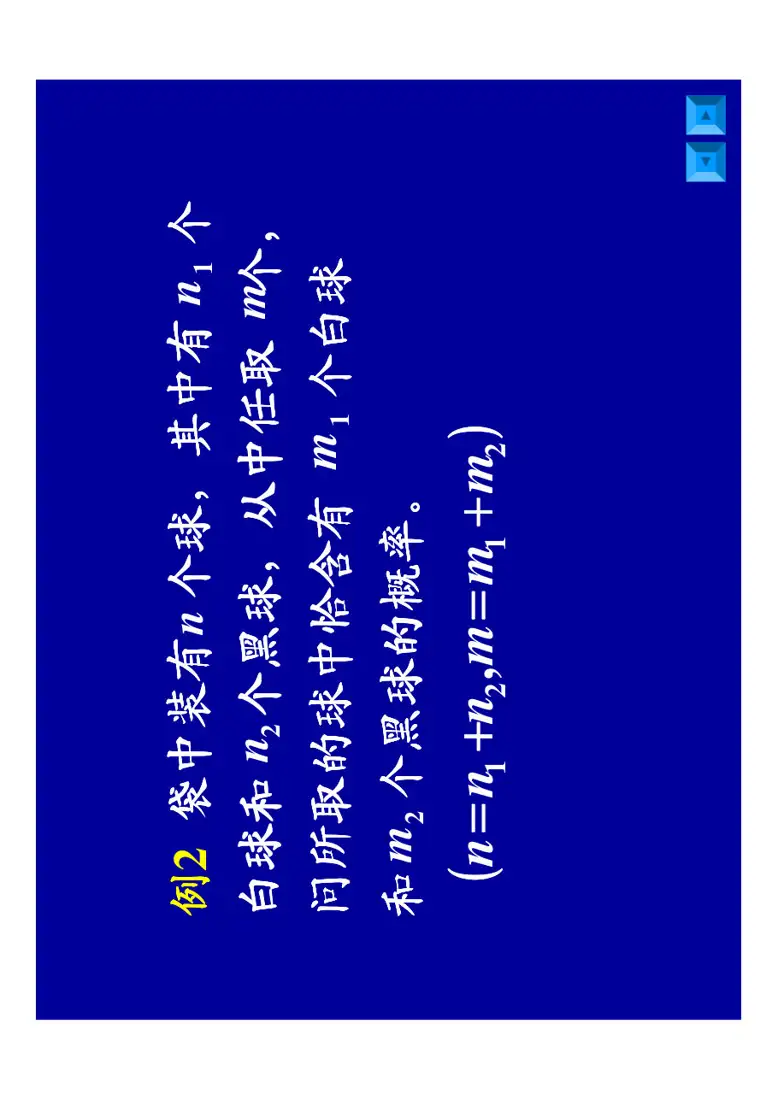 例2 袋中装有n个球，其中有 n₁ 个
白球和 n₂个黑球，从中任取 m个，
问所取的球中恰含有 m₁ 个白球
和 m₂ 个黑球的概率。
(n=n₁+n₂,m=m₁+m₂)